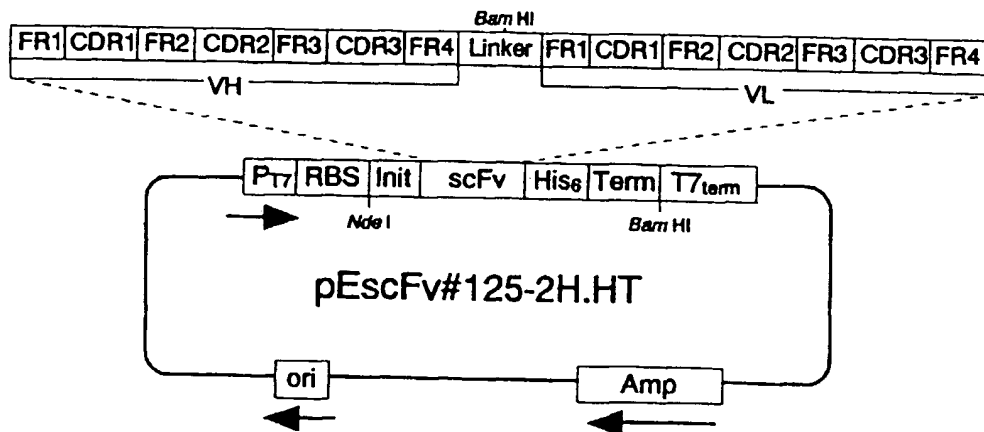 Bam HI
FR1 CDR1 FR2 CDR2 FR3 CDR3 FR4 Linker FR1 CDR1 FR2 CDR2 FR3 CDR3 FR4
VH VL
PT7 RBS Init scFv His6 Term T7term
Nde I Bam HI
pEscFv#125-2H.HT
ori Amp